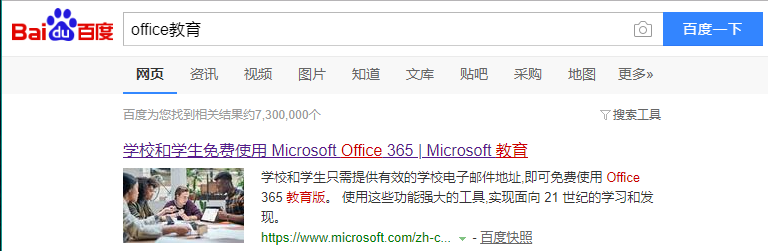 Bai du 百度
office教育
百度一下
网页 资讯 视频 图片 知道 文库 贴吧 采购 地图 更多»
百度为您找到相关结果约7,300,000个
搜索工具
学校和学生免费使用 Microsoft Office 365 | Microsoft 教育
学校和学生只需提供有效的学校电子邮件地址,即可免费使用 Office
365 教育版。 使用这些功能强大的工具,实现面向 21 世纪的学习和发
现。
https://www.microsoft.com/zh-c... - 百度快照